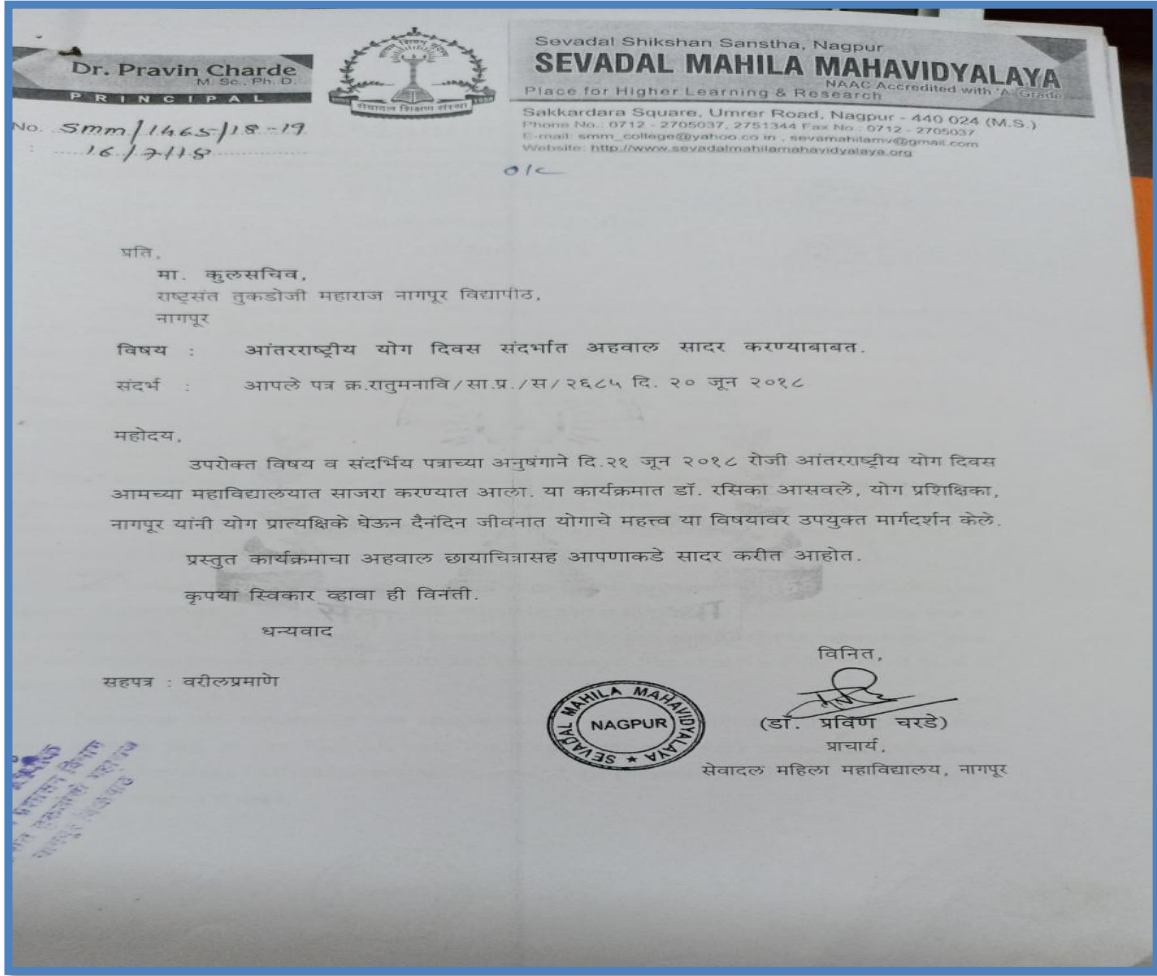 Dr. Pravin Charde
M. Sc., Ph. D.
PRINCIPAL
सेवादल शिक्षण संस्था
Sevadal Shikshan Sanstha, Nagpur
SEVADAL MAHILA MAHAVIDYALAYA
NAAC Accredited with 'A' Grade
Place for Higher Learning & Research
Sakkardara Square, Umrer Road, Nagpur - 440 024 (M.S.)
Phone No.: 0712 - 2705037, 2751344 Fax No.: 0712 - 2705037
E-mail: smm_college@yahoo.co.in, sevamahilamv@gmail.com
Website: http://www.sevadalmahilamahavidyalaya.org
No. SMM/1465/18-19
16/7/18
O/C
प्रति,
मा. कुलसचिव,
राष्ट्रसंत तुकडोजी महाराज नागपूर विद्यापीठ,
नागपूर
विषय : आंतरराष्ट्रीय योग दिवस संदर्भात अहवाल सादर करण्याबाबत.
संदर्भ : आपले पत्र क्र.रातुमनावि/सा.प्र./स/२६८५ दि. २० जून २०१८
महोदय,
उपरोक्त विषय व संदर्भिय पत्राच्या अनुषंगाने दि.२१ जून २०१८ रोजी आंतरराष्ट्रीय योग दिवस
आमच्या महाविद्यालयात साजरा करण्यात आला. या कार्यक्रमात डॉ. रसिका आसवले, योग प्रशिक्षिका,
नागपूर यांनी योग प्रात्यक्षिके घेऊन दैनंदिन जीवनात योगाचे महत्त्व या विषयावर उपयुक्त मार्गदर्शन केले.
प्रस्तुत कार्यक्रमाचा अहवाल छायाचित्रासह आपणाकडे सादर करीत आहोत.
कृपया स्विकार व्हावा ही विनंती.
धन्यवाद
विनित,
सहपत्र : वरीलप्रमाणे
SEVADAL MAHILA MAHAVIDYALAYA
NAGPUR
(डॉ. प्रविण चरडे)
प्राचार्य,
सेवादल महिला महाविद्यालय, नागपूर